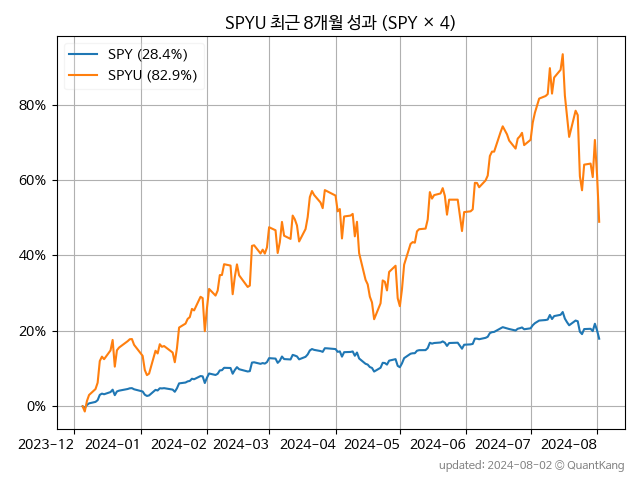 SPYU 최근 8개월 성과 (SPY × 4)
SPY (28.4%)
SPYU (82.9%)
80%
60%
40%
20%
0%
2023-12 2024-01 2024-02 2024-03 2024-04 2024-05 2024-06 2024-07 2024-08
updated: 2024-08-02 © QuantKang